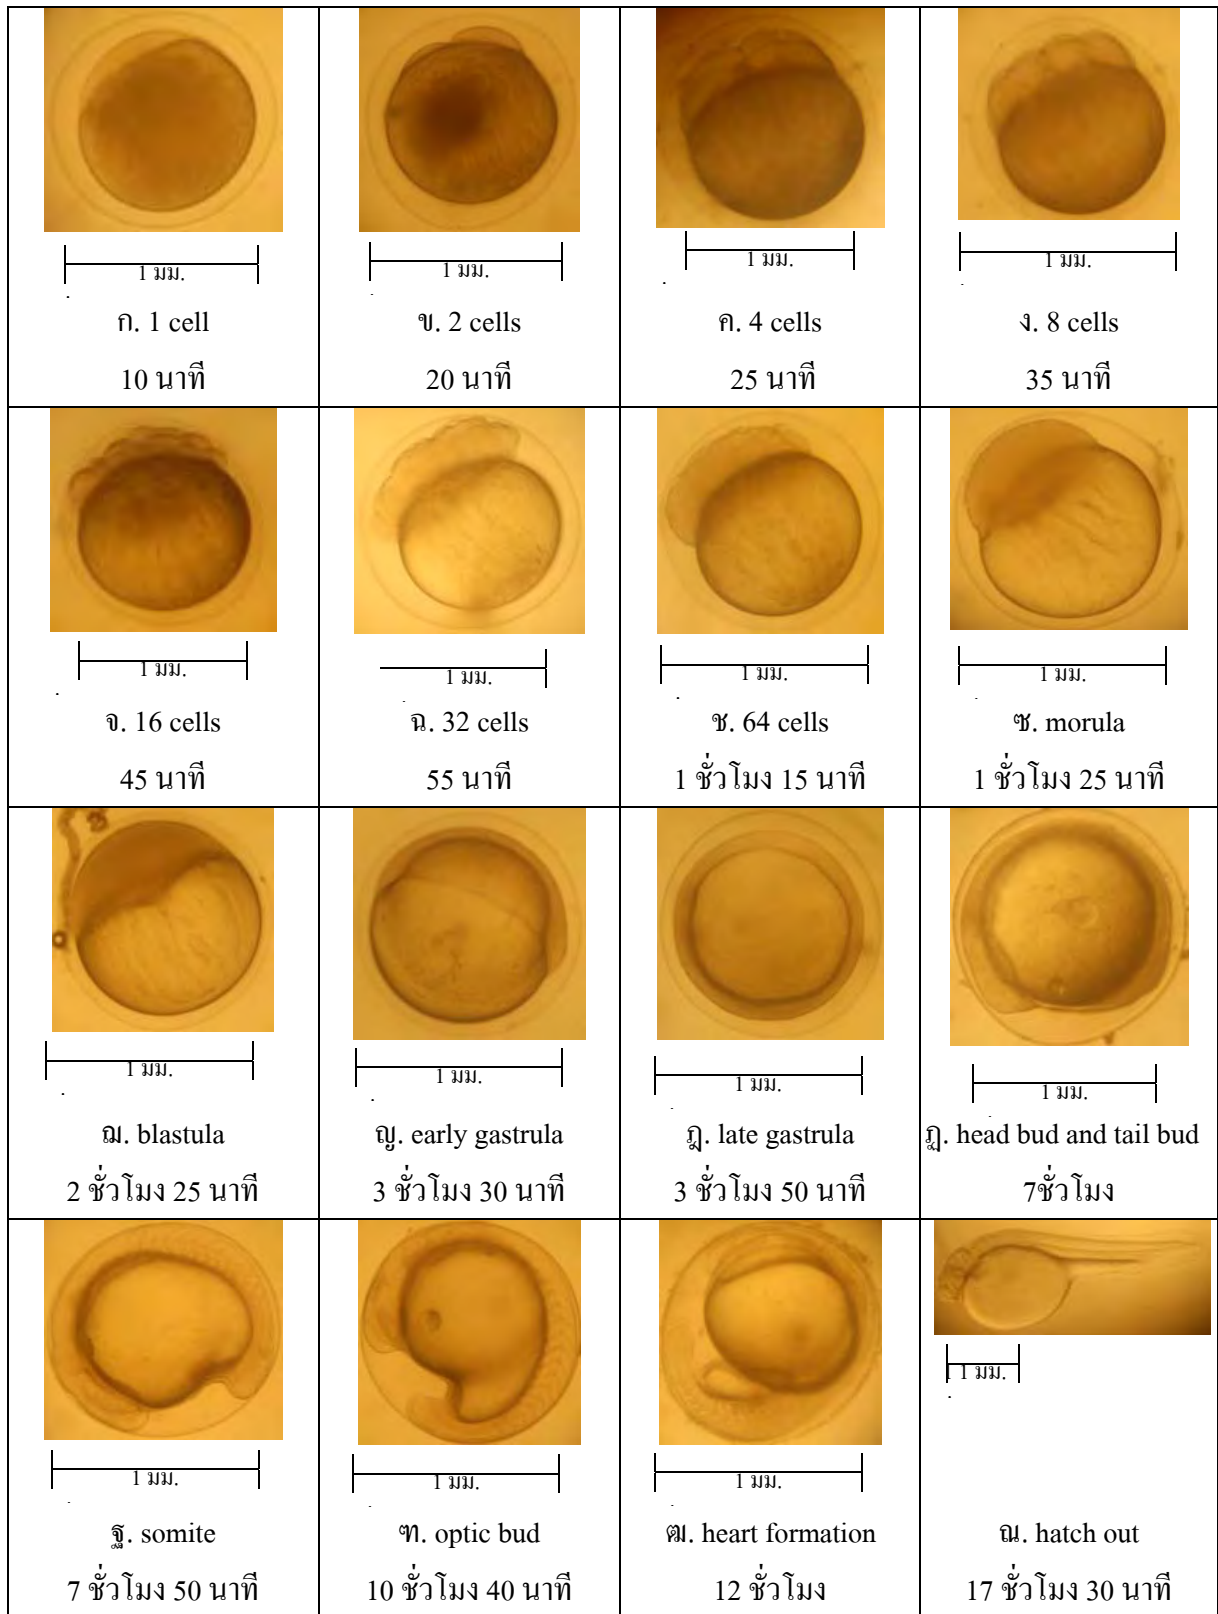 1 มม.
ก. 1 cell
10 นาที
1 มม.
ข. 2 cells
20 นาที
1 มม.
ค. 4 cells
25 นาที
1 มม.
ง. 8 cells
35 นาที
1 มม.
จ. 16 cells
45 นาที
1 มม.
ฉ. 32 cells
55 นาที
1 มม.
ช. 64 cells
1 ชั่วโมง 15 นาที
1 มม.
ซ. morula
1 ชั่วโมง 25 นาที
1 มม.
ฌ. blastula
2 ชั่วโมง 25 นาที
1 มม.
ญ. early gastrula
3 ชั่วโมง 30 นาที
1 มม.
ฎ. late gastrula
3 ชั่วโมง 50 นาที
1 มม.
ฏ. head bud and tail bud
7ชั่วโมง
1 มม.
ฐ. somite
7 ชั่วโมง 50 นาที
1 มม.
ฑ. optic bud
10 ชั่วโมง 40 นาที
1 มม.
ฒ. heart formation
12 ชั่วโมง
1 มม.
ณ. hatch out
17 ชั่วโมง 30 นาที